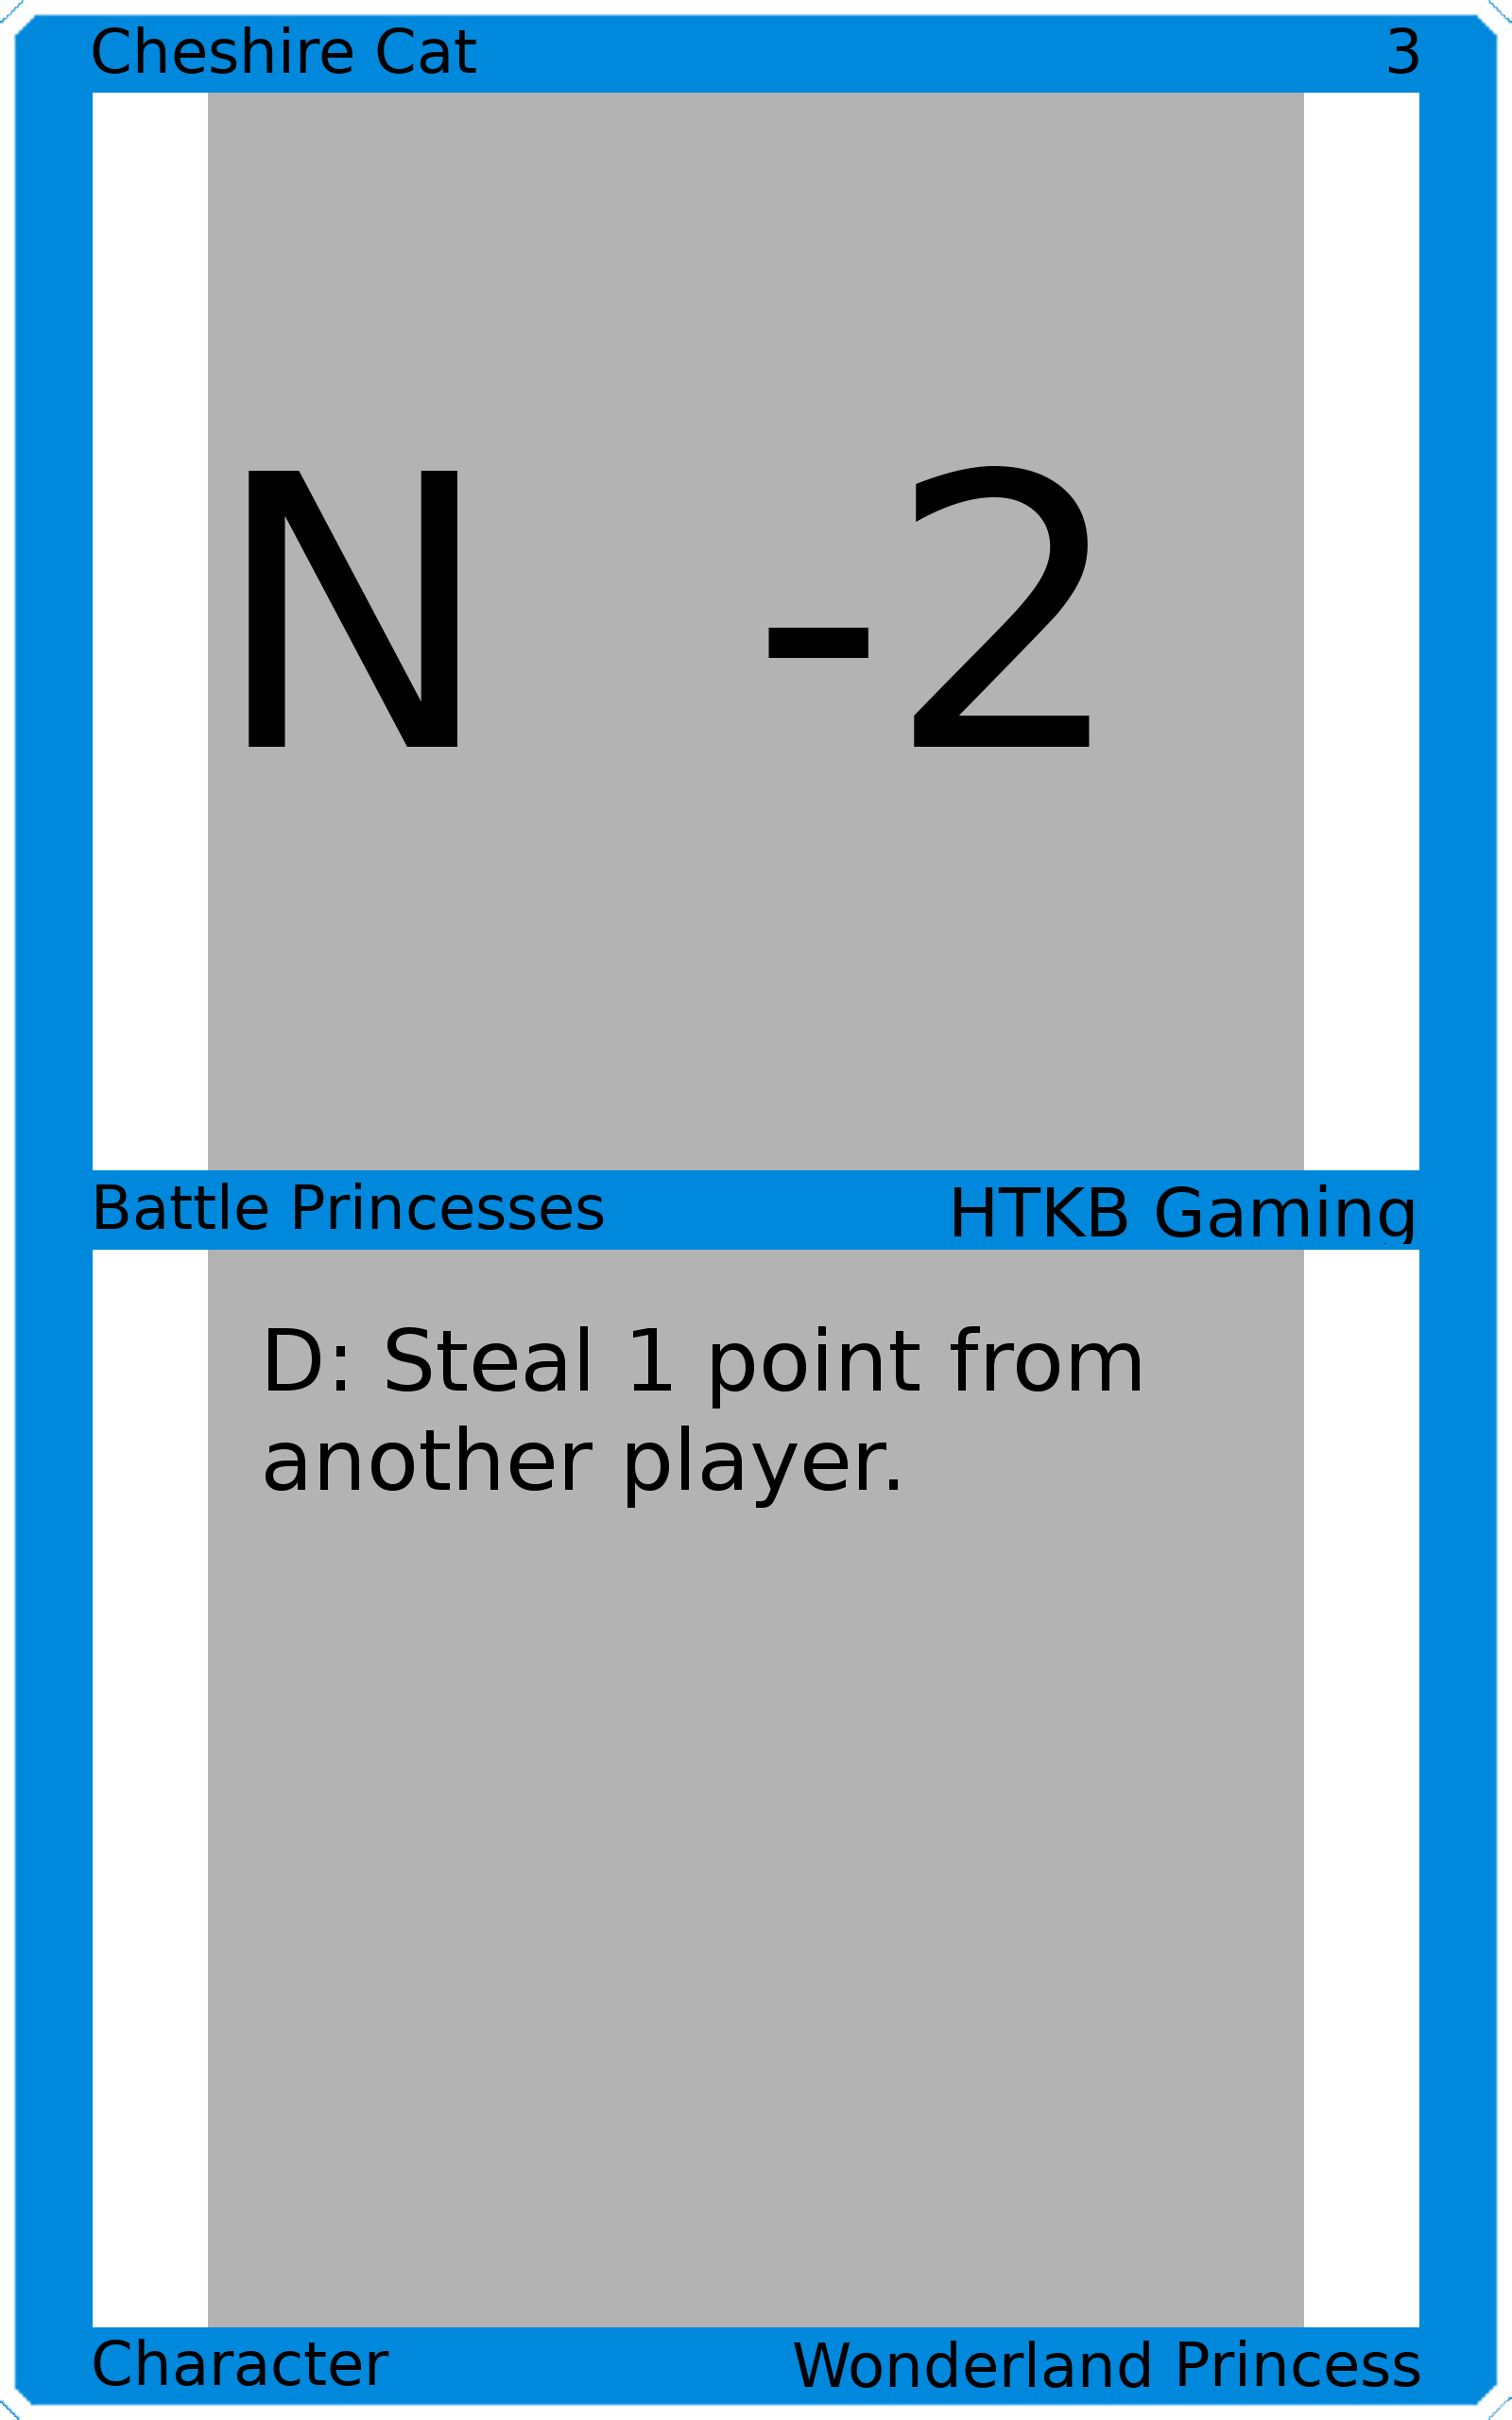 Cheshire Cat 3
N -2
Battle Princesses HTKB Gaming
D: Steal 1 point from
another player.
Character Wonderland Princess